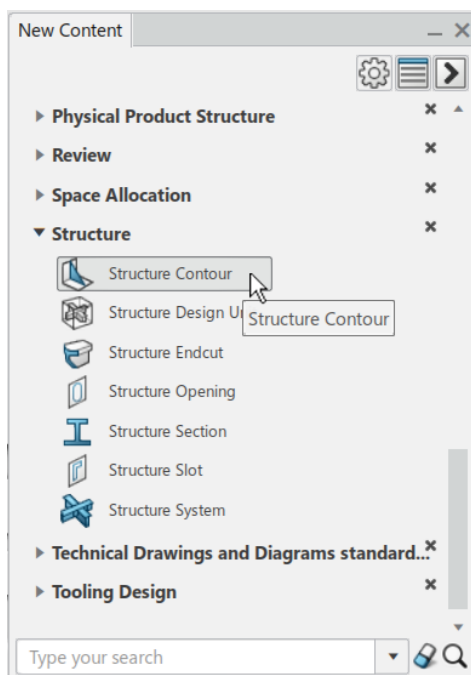 New Content
Physical Product Structure
Review
Space Allocation
Structure
Structure Contour
Structure Design U
Structure Contour
Structure Endcut
Structure Opening
Structure Section
Structure Slot
Structure System
Technical Drawings and Diagrams standard...
Tooling Design
Type your search